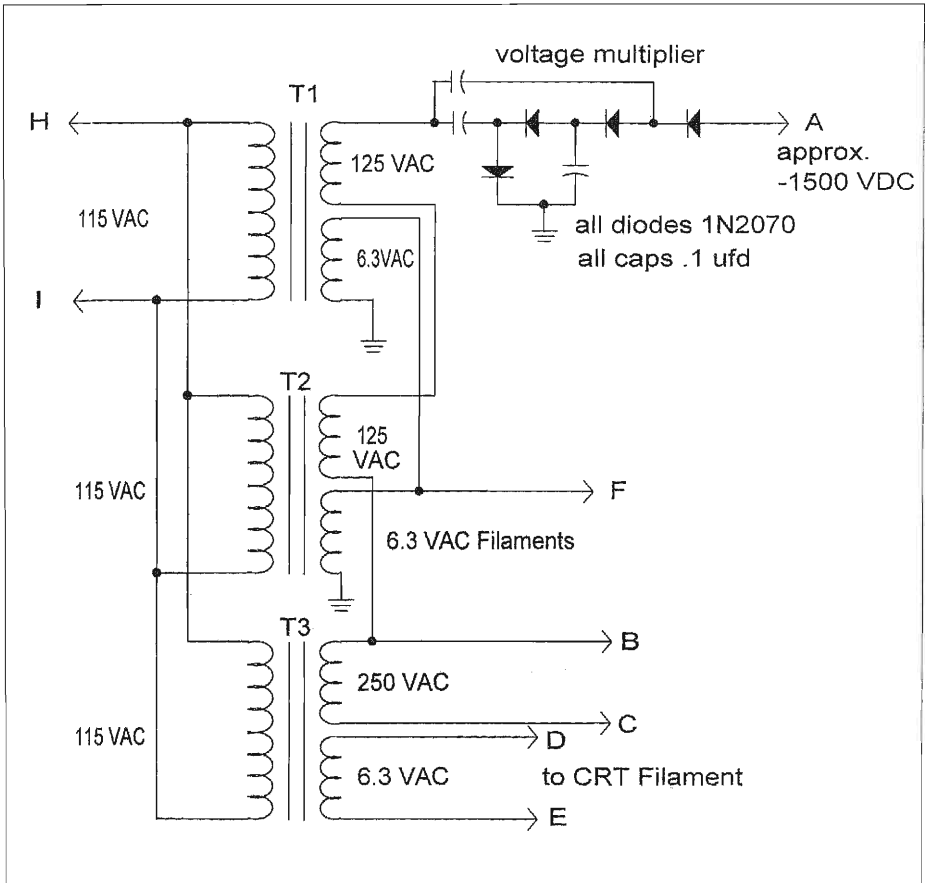 voltage multiplier
T1
H
A
125 VAC
approx.
-1500 VDC
115 VAC
6.3VAC
all diodes 1N2070
all caps .1 ufd
I
T2
125
VAC
115 VAC
F
6.3 VAC Filaments
T3
B
250 VAC
C
115 VAC
D
6.3 VAC
to CRT Filament
E